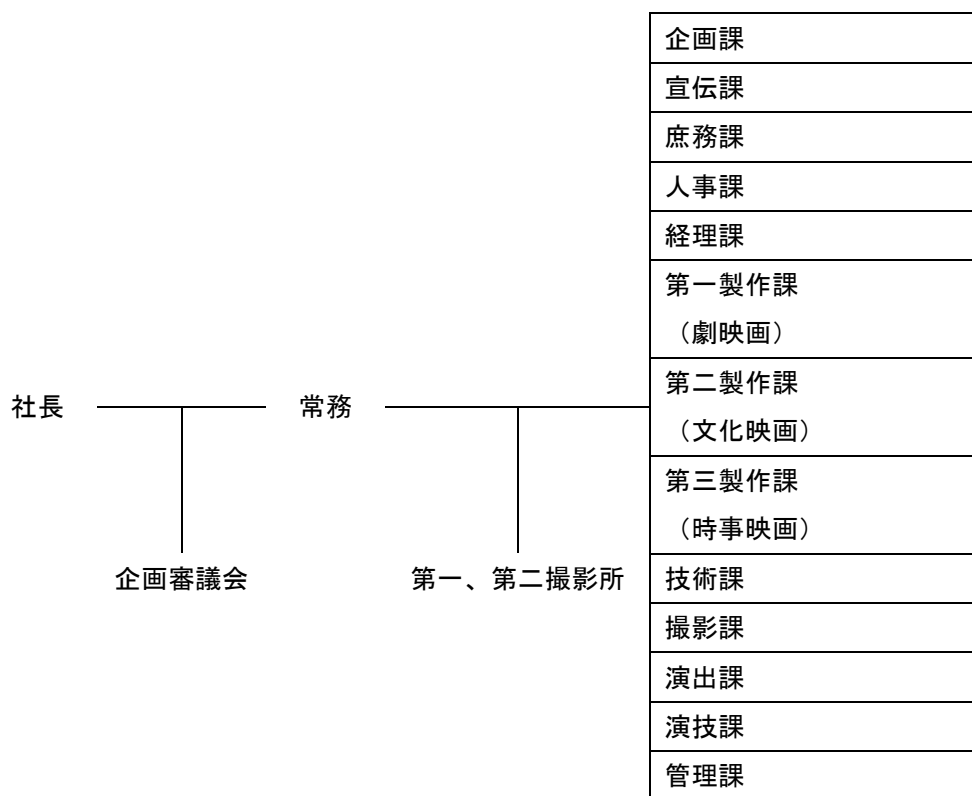 企画課
宣伝課
庶務課
人事課
経理課
第一製作課
（劇映画）
社長
常務
第二製作課
（文化映画）
第三製作課
（時事映画）
企画審議会
第一、第二撮影所
技術課
撮影課
演出課
演技課
管理課